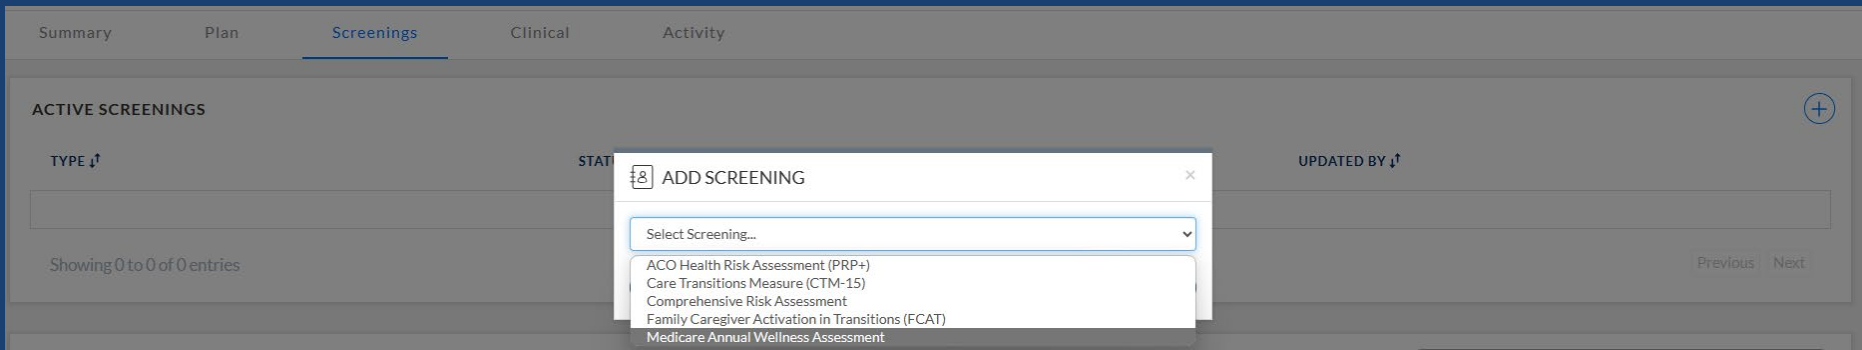 Summary Plan Screenings Clinical Activity
ACTIVE SCREENINGS
TYPE STATU UPDATED BY
ADD SCREENING ×
Select Screening...
ACO Health Risk Assessment (PRP+)
Care Transitions Measure (CTM-15)
Comprehensive Risk Assessment
Family Caregiver Activation in Transitions (FCAT)
Medicare Annual Wellness Assessment
Showing 0 to 0 of 0 entries Previous Next